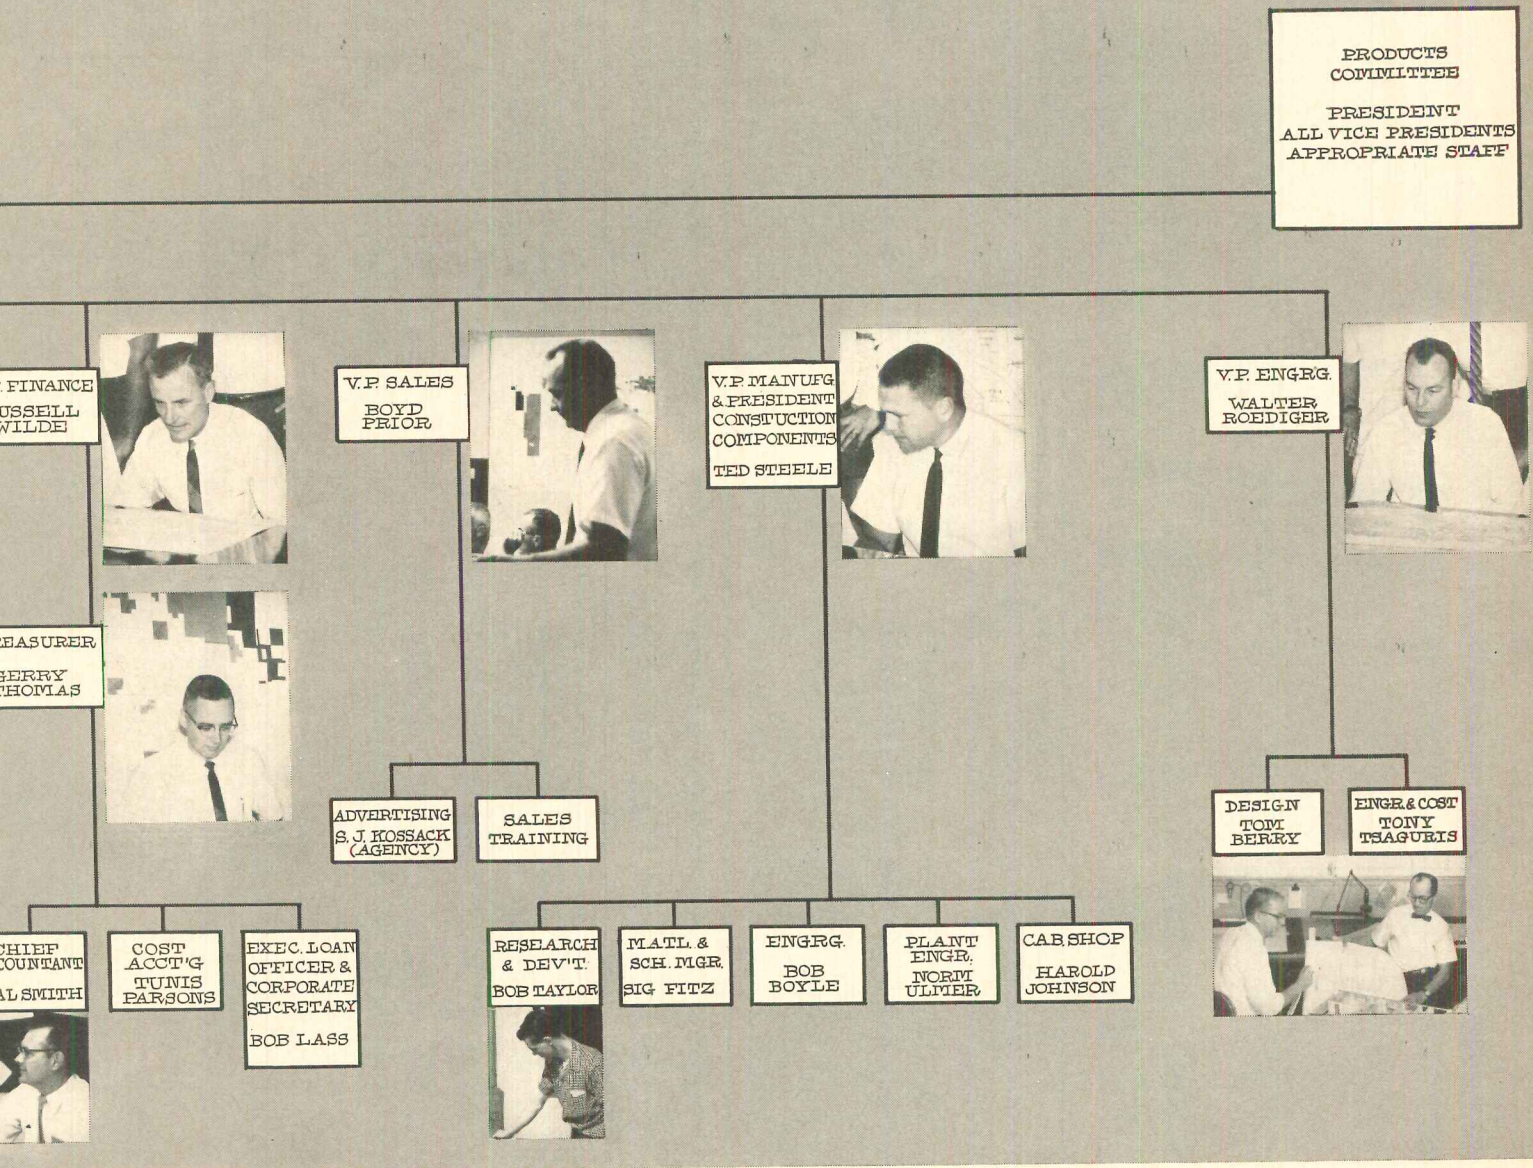 PRODUCTS
COMMITTEE
PRESIDENT
ALL VICE PRESIDENTS
APPROPRIATE STAFF
. FINANCE
USSELL
WILDE
V.P. SALES
BOYD
PRIOR
V.P. MANUFG.
& PRESIDENT
CONSTUCTION
COMPONENTS
TED STEELE
V.P. ENGR'G.
WALTER
ROEDIGER
EASURER
GERRY
THOMAS
ADVERTISING
S. J. KOSSACK
(AGENCY)
SALES
TRAINING
DESIGN
TOM
BERRY
ENGR & COST
TONY
TSAGURIS
CHIEF
COUNTANT
AL SMITH
COST
ACCT'G
TUNIS
PARSONS
EXEC. LOAN
OFFICER &
CORPORATE
SECRETARY
BOB LASS
RESEARCH
& DEV'T.
BOB TAYLOR
MATL. &
SCH. MGR.
SIG FITZ
ENGRG.
BOB
BOYLE
PLANT
ENGR.
NORM
ULMER
CAB. SHOP
HAROLD
JOHNSON